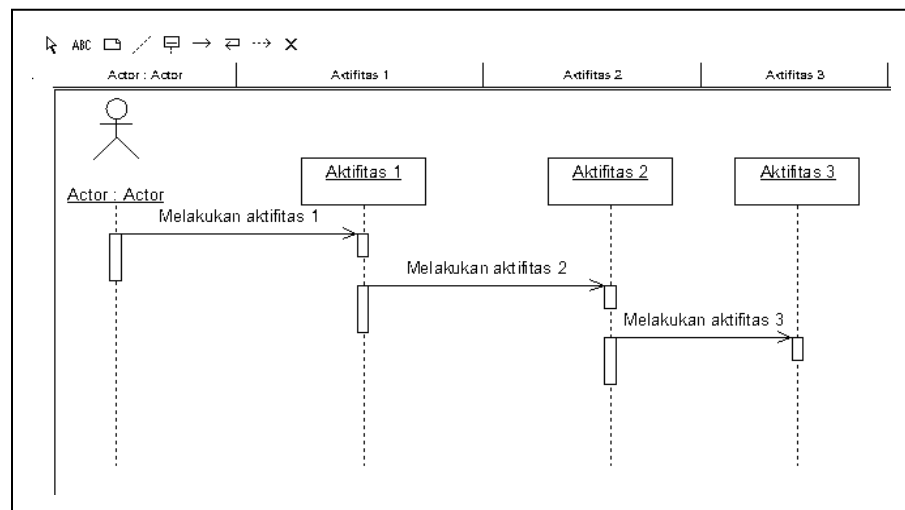 ABC
Actor : Actor
Aktifitas 1
Aktifitas 2
Aktifitas 3
Aktifitas 1
Aktifitas 2
Aktifitas 3
Actor : Actor
Melakukan aktifitas 1
Melakukan aktifitas 2
Melakukan aktifitas 3